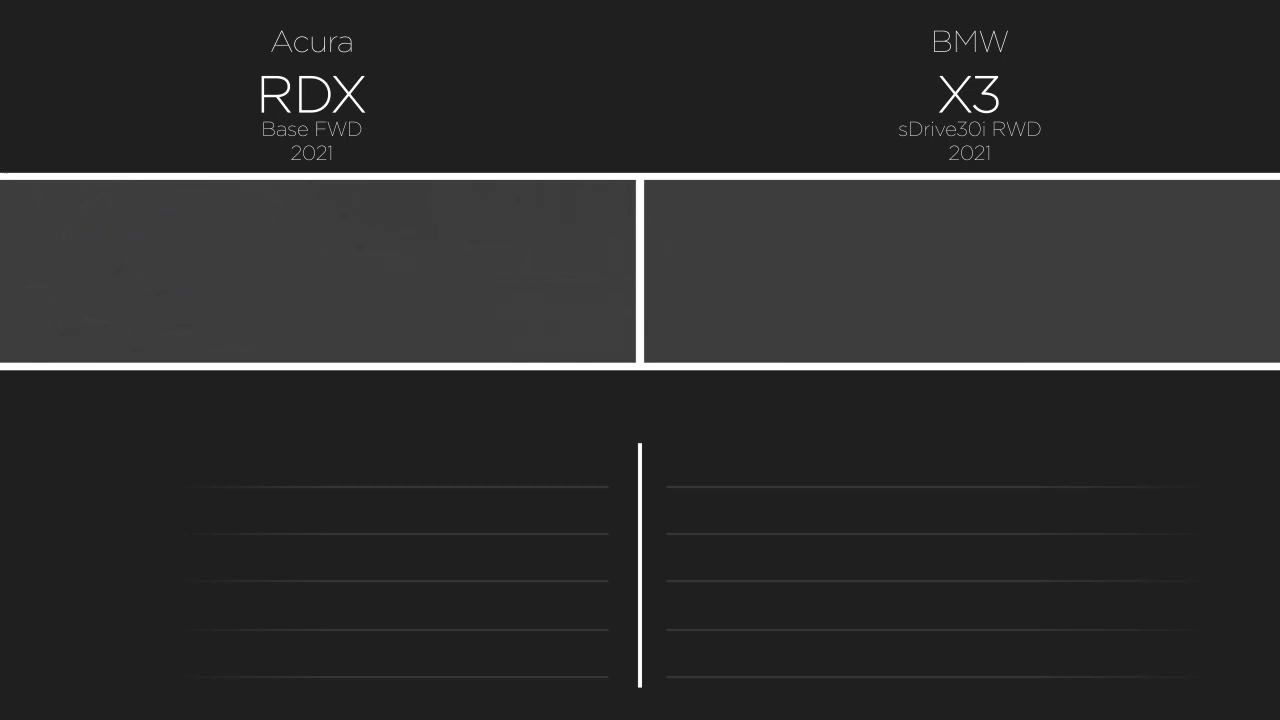 Acura
RDX
Base FWD
2021
BMW
X3
sDrive30i RWD
2021